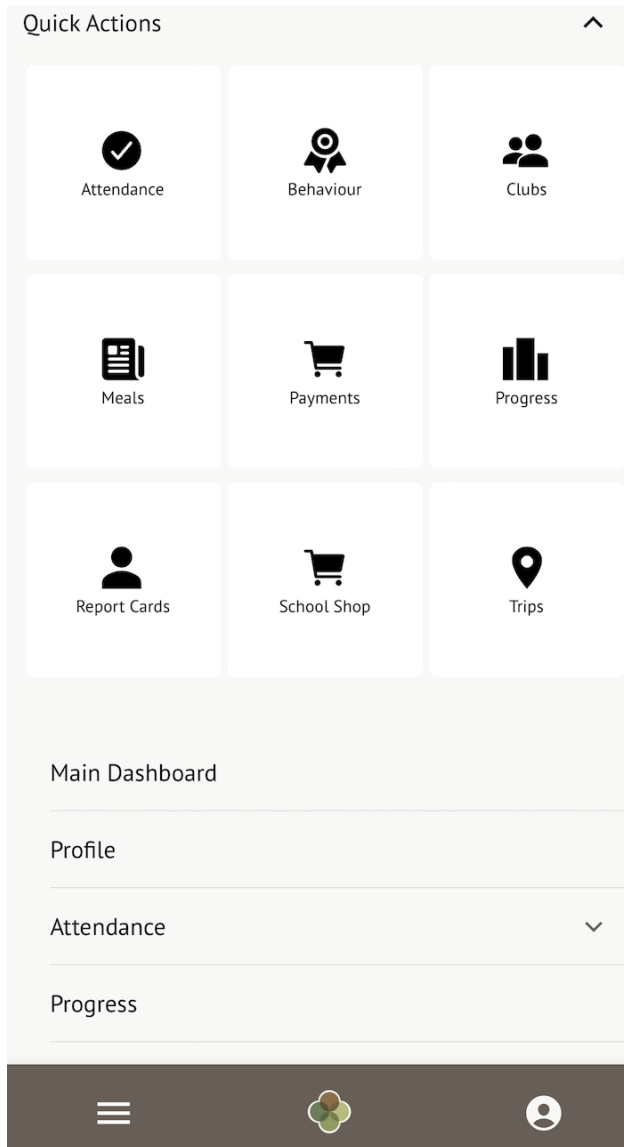 Quick Actions
Attendance
Behaviour
Clubs
Meals
Payments
Progress
Report Cards
School Shop
Trips
Main Dashboard
Profile
Attendance
Progress